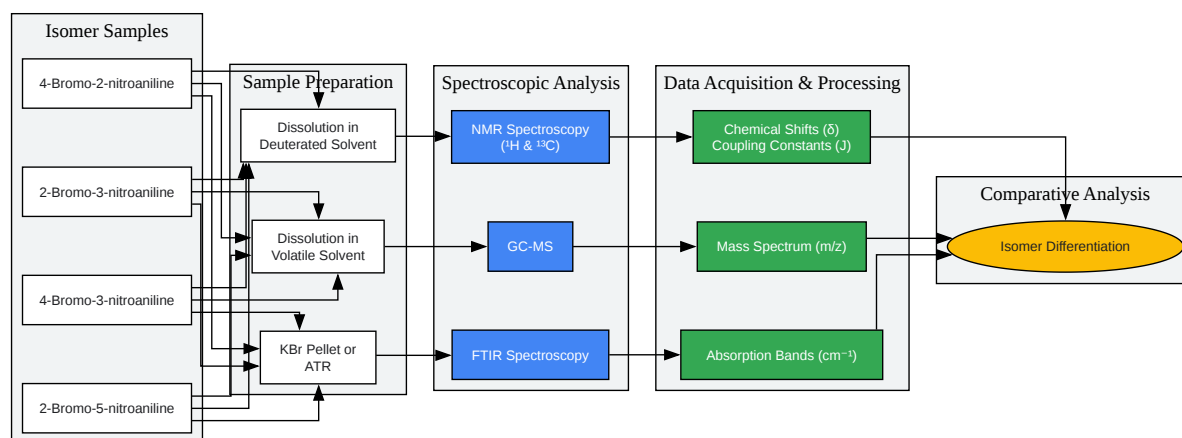 Isomer Samples
4-Bromo-2-nitroaniline
2-Bromo-3-nitroaniline
4-Bromo-3-nitroaniline
2-Bromo-5-nitroaniline
Sample Preparation
Dissolution in
Deuterated Solvent
Dissolution in
Volatile Solvent
KBr Pellet or
ATR
Spectroscopic Analysis
NMR Spectroscopy
(¹H & ¹³C)
GC-MS
FTIR Spectroscopy
Data Acquisition & Processing
Chemical Shifts (δ)
Coupling Constants (J)
Mass Spectrum (m/z)
Absorption Bands (cm⁻¹)
Comparative Analysis
Isomer Differentiation